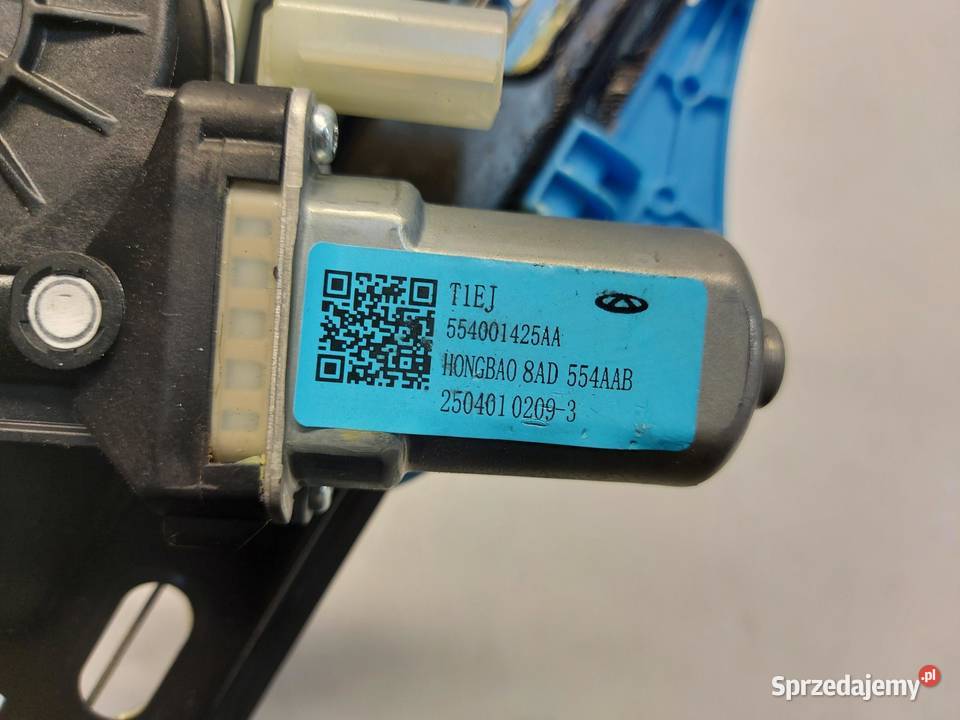 T1EJ
554001425AA
HONGBAO 8AD 554AAB
2504010209-3
Sprzedajemy.pl